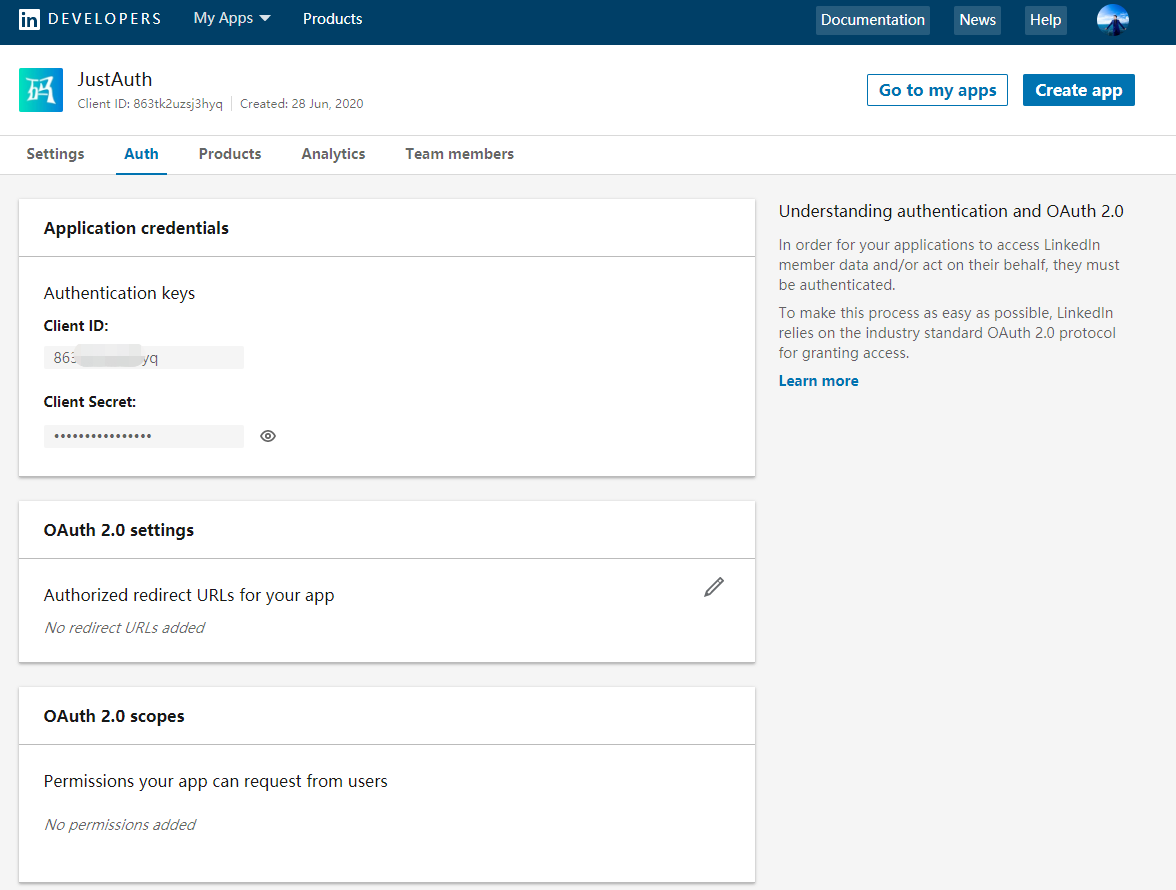 in DEVELOPERS My Apps Products Documentation News Help
码
JustAuth
Client ID: 863tk2uzsj3hyq Created: 28 Jun, 2020
Go to my apps Create app
Settings Auth Products Analytics Team members
Application credentials
Authentication keys
Client ID:
863 yq
Client Secret:
••••••••••••••••
OAuth 2.0 settings
Authorized redirect URLs for your app
No redirect URLs added
OAuth 2.0 scopes
Permissions your app can request from users
No permissions added
Understanding authentication and OAuth 2.0
In order for your applications to access LinkedIn
member data and/or act on their behalf, they must
be authenticated.
To make this process as easy as possible, LinkedIn
relies on the industry standard OAuth 2.0 protocol
for granting access.
Learn more